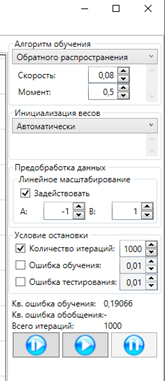 Алгоритм обучения
Обратного распространения
Скорость: 0,08
Момент: 0,5
Инициализация весов
Автоматически
Предобработка данных
Линейное масштабирование
Задействовать
A: -1 B: 1
Условие остановки
Количество итераций: 1000
Ошибка обучения: 0,01
Ошибка тестирования: 0,01
Кв. ошибка обучения: 0,19066
Кв. ошибка обобщения:-
Всего итераций: 1000